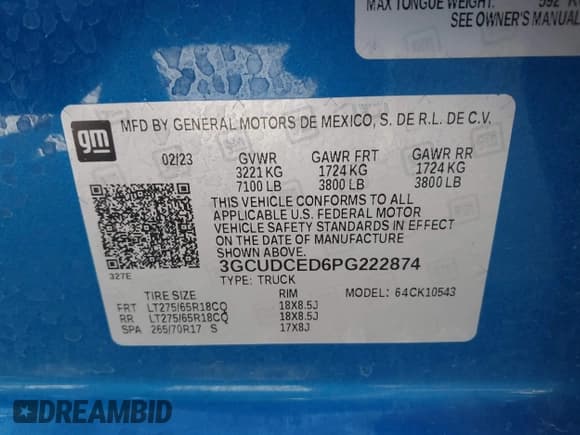 MAX TONGUE WEIGHT: 592 K
SEE OWNER'S MANUAL
gm
MFD BY GENERAL MOTORS DE MEXICO, S. DE R.L. DE C.V.
02/23 GVWR GAWR FRT GAWR RR
3221 KG 1724 KG 1724 KG
7100 LB 3800 LB 3800 LB
THIS VEHICLE CONFORMS TO ALL
APPLICABLE U.S. FEDERAL MOTOR
VEHICLE SAFETY STANDARDS IN EFFECT
ON THE DATE OF MANUFACTURE
SHOWN ABOVE.
327E
3GCUDCED6PG222874
TYPE: TRUCK MODEL: 64CK10543
TIRE SIZE RIM
FRT LT275/65R18CQ 18X8.5J
RR LT275/65R18CQ 18X8.5J
SPA 265/70R17 S 17X8J
DREAMBID